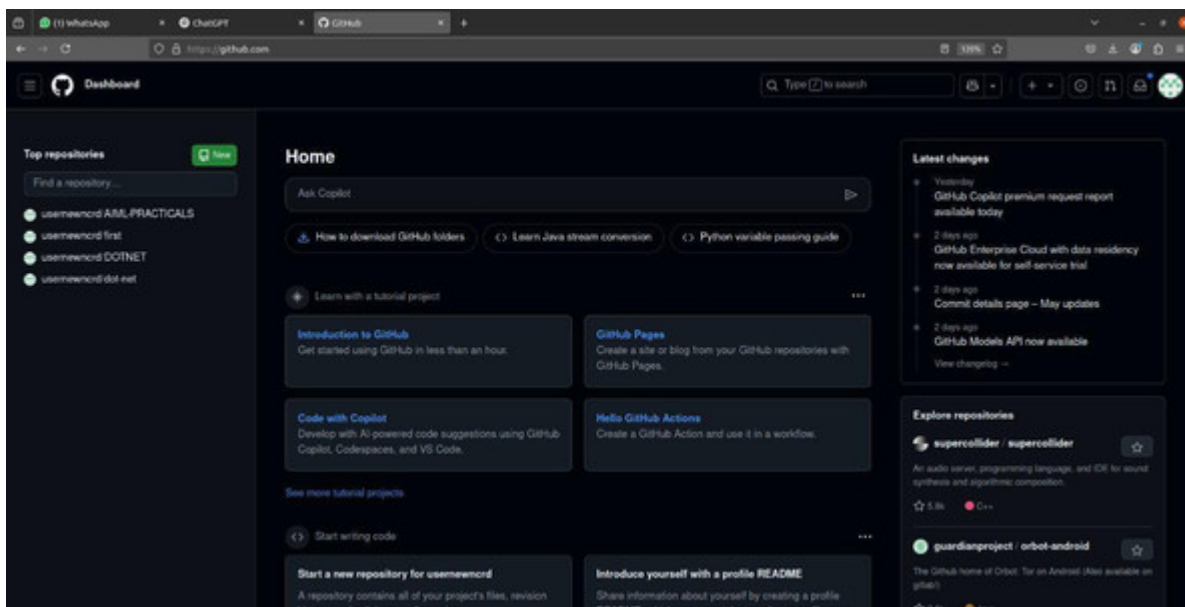 (1) WhatsApp
ChatGPT
GitHub
https://github.com
120%
Dashboard
Type / to search
Top repositories
New
Find a repository...
usernewncrd AIML-PRACTICALS
usernewncrd first
usernewncrd DOTNET
usernewncrd dot-net
Home
Ask Copilot
How to download GitHub folders
Learn Java stream conversion
Python variable passing guide
Learn with a tutorial project
Introduction to GitHub
Get started using GitHub in less than an hour.
GitHub Pages
Create a site or blog from your GitHub repositories with
GitHub Pages.
Code with Copilot
Develop with AI-powered code suggestions using GitHub
Copilot, Codespaces, and VS Code.
Hello GitHub Actions
Create a GitHub Action and use it in a workflow.
See more tutorial projects
Start writing code
Start a new repository for usernewncrd
A repository contains all of your project's files, revision
Introduce yourself with a profile README
Share information about yourself by creating a profile
Latest changes
Yesterday
GitHub Copilot premium request report
available today
2 days ago
GitHub Enterprise Cloud with data residency
now available for self-service trial
2 days ago
Commit details page – May updates
2 days ago
GitHub Models API now available
View changelog →
Explore repositories
supercollider / supercollider
An audio server, programming language, and IDE for sound
synthesis and algorithmic composition.
5.8k
C++
guardianproject / orbot-android
The Github home of Orbot: Tor on Android (Also available on
gitlab!)